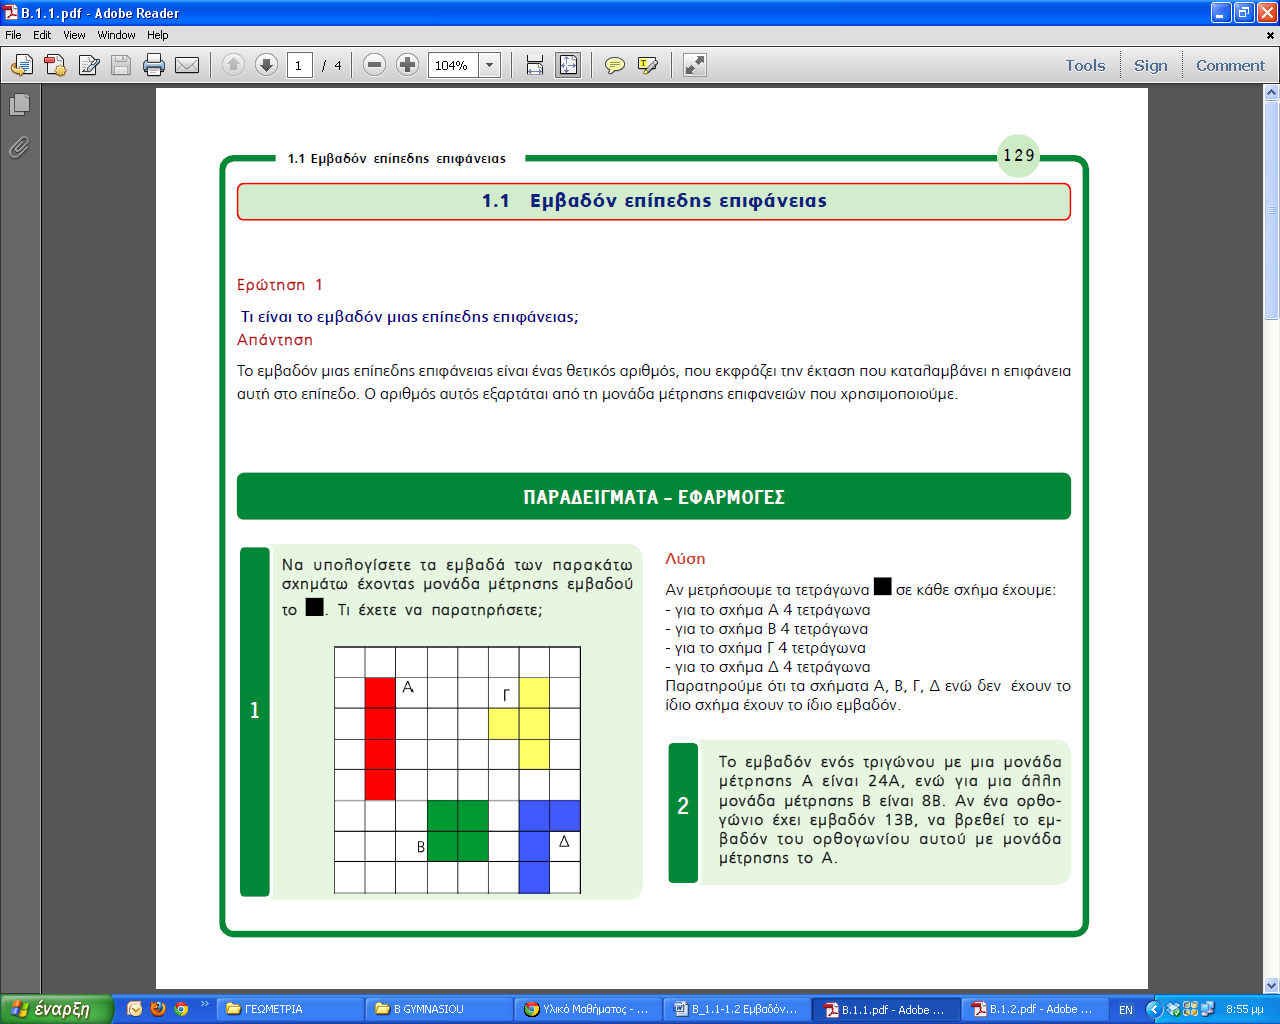 B.1.1.pdf - Adobe Reader
File Edit View Window Help
1 / 4 104% Tools Sign Comment
1.1 Εμβαδόν επίπεδης επιφάνειας
129
1.1 Εμβαδόν επίπεδης επιφάνειας
Ερώτηση 1
Τι είναι το εμβαδόν μιας επίπεδης επιφάνειας;
Απάντηση
Το εμβαδόν μιας επίπεδης επιφάνειας είναι ένας θετικός αριθμός, που εκφράζει την έκταση που καταλαμβάνει η επιφάνεια
αυτή στο επίπεδο. Ο αριθμός αυτός εξαρτάται από τη μονάδα μέτρησης επιφανειών που χρησιμοποιούμε.
ΠΑΡΑΔΕΙΓΜΑΤΑ - ΕΦΑΡΜΟΓΕΣ
1
Να υπολογίσετε τα εμβαδά των παρακάτω
σχημάτω έχοντας μονάδα μέτρησης εμβαδού
το . Τι έχετε να παρατηρήσετε;
Α
Γ
Β
Δ
Λύση
Αν μετρήσουμε τα τετράγωνα σε κάθε σχήμα έχουμε:
- για το σχήμα Α 4 τετράγωνα
- για το σχήμα Β 4 τετράγωνα
- για το σχήμα Γ 4 τετράγωνα
- για το σχήμα Δ 4 τετράγωνα
Παρατηρούμε ότι τα σχήματα Α, Β, Γ, Δ ενώ δεν έχουν το
ίδιο σχήμα έχουν το ίδιο εμβαδόν.
2
Το εμβαδόν ενός τριγώνου με μια μονάδα
μέτρησης Α είναι 24Α, ενώ για μια άλλη
μονάδα μέτρησης Β είναι 8Β. Αν ένα ορθο-
γώνιο έχει εμβαδόν 13Β, να βρεθεί το εμ-
βαδόν του ορθογωνίου αυτού με μονάδα
μέτρησης το Α.
έναρξη
ΓΕΩΜΕΤΡΙΑ
B GYMNASIOU
Υλικό Μαθήματος - ...
B_1.1-1.2 Εμβαδόν...
B.1.1.pdf - Adobe ...
B.1.2.pdf - Adobe ...
EN
8:55 μμ